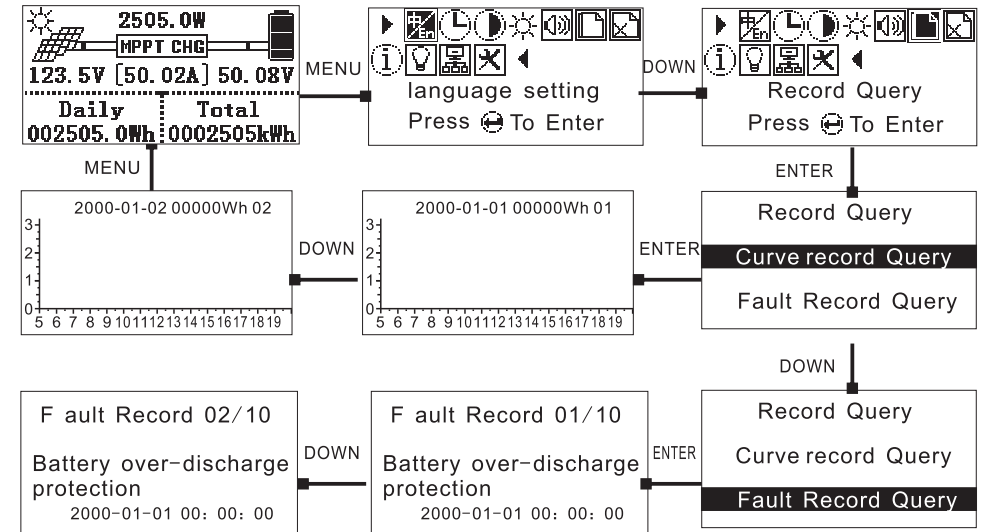 2505.0W
MPPT CHG
123.5V [50.02A] 50.08V
Daily Total
002505.0Wh 0002505kWh
MENU
中/En
language setting
Press To Enter
DOWN
中/En
Record Query
Press To Enter
MENU
ENTER
2000-01-02 00000Wh 02
3
2
1
0
5 6 7 8 9 10 11 12 13 14 15 16 17 18 19
DOWN
2000-01-01 00000Wh 01
3
2
1
0
5 6 7 8 9 10 11 12 13 14 15 16 17 18 19
ENTER
Record Query
Curve record Query
Fault Record Query
DOWN
F ault Record 02/10
Battery over-discharge
protection
2000-01-01 00: 00: 00
DOWN
F ault Record 01/10
Battery over-discharge
protection
2000-01-01 00: 00: 00
ENTER
Record Query
Curve record Query
Fault Record Query